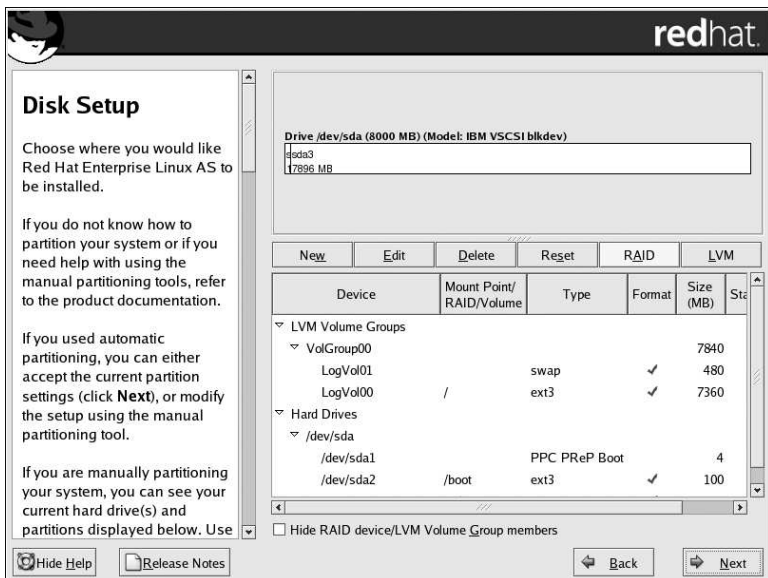 redhat.
Disk Setup
Choose where you would like
Red Hat Enterprise Linux AS to
be installed.
If you do not know how to
partition your system or if you
need help with using the
manual partitioning tools, refer
to the product documentation.
If you used automatic
partitioning, you can either
accept the current partition
settings (click Next), or modify
the setup using the manual
partitioning tool.
If you are manually partitioning
your system, you can see your
current hard drive(s) and
partitions displayed below. Use
Drive /dev/sda (8000 MB) (Model: IBM VSCSI blkdev)
sda3
17896 MB
New Edit Delete Reset RAID LVM
Device Mount Point/ RAID/Volume Type Format Size (MB) Sta
LVM Volume Groups
VolGroup00 7840
LogVol01 swap 480
LogVol00 / ext3 7360
Hard Drives
/dev/sda
/dev/sda1 PPC PReP Boot 4
/dev/sda2 /boot ext3 100
Hide RAID device/LVM Volume Group members
Hide Help Release Notes Back Next